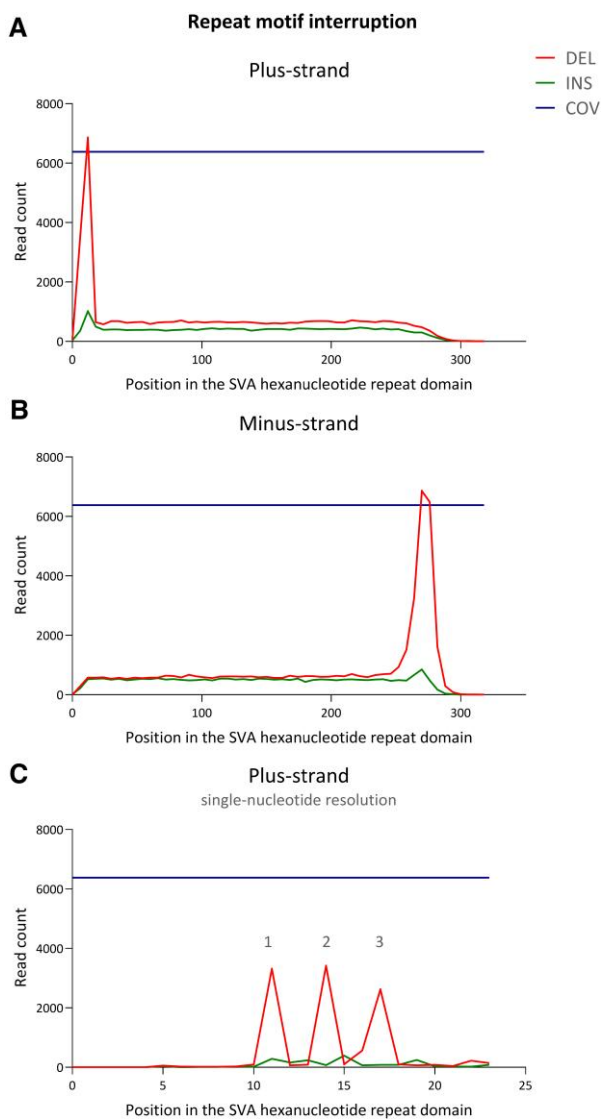 A
Repeat motif interruption
Plus-strand
DEL
INS
COV
8000
6000
4000
2000
0
Read count
0
100
200
300
Position in the SVA hexanucleotide repeat domain
B
Minus-strand
8000
6000
4000
2000
0
Read count
0
100
200
300
Position in the SVA hexanucleotide repeat domain
C
Plus-strand
single-nucleotide resolution
8000
6000
4000
2000
0
Read count
1
2
3
0
5
10
15
20
25
Position in the SVA hexanucleotide repeat domain